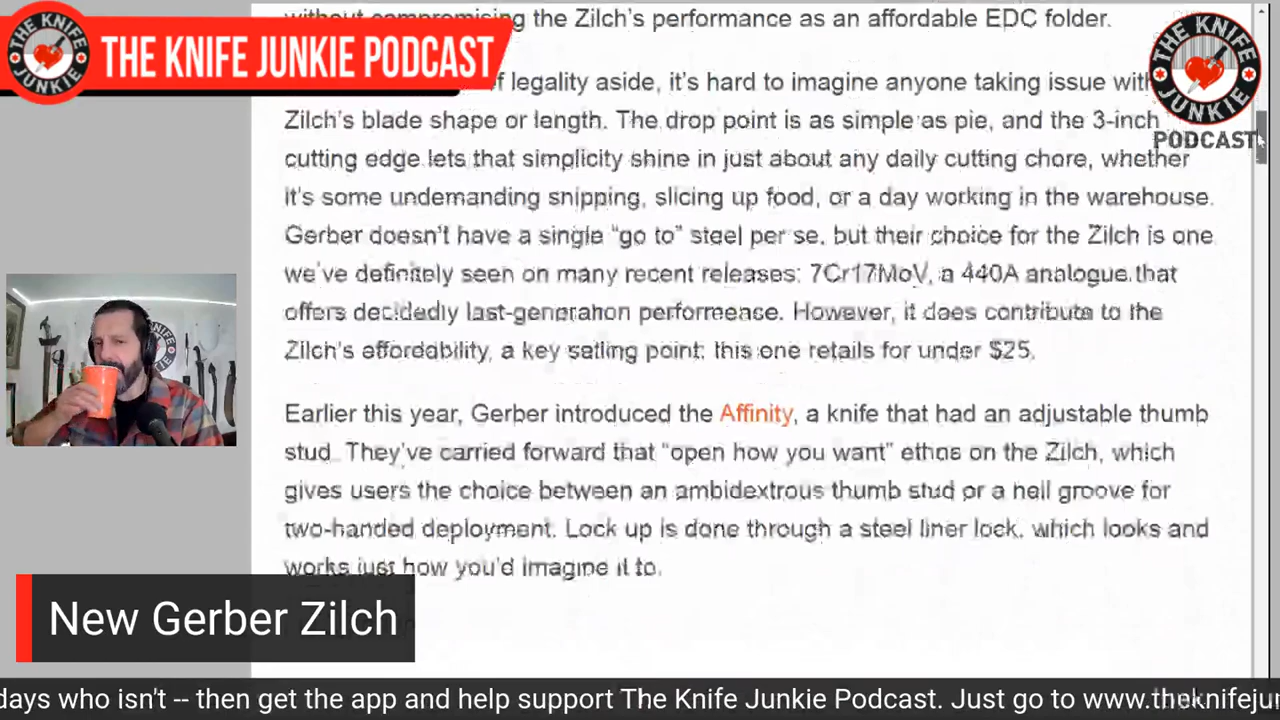 without compromising the Zilch's performance as an affordable EDC folder.
THE KNIFE JUNKIE PODCAST
THE KNIFE
JUNKIE
THE KNIFE
JUNKIE
PODCAST
of legality aside, it's hard to imagine anyone taking issue with
Zilch's blade shape or length. The drop point is as simple as pie, and the 3-inch
cutting edge lets that simplicity shine in just about any daily cutting chore, whether
it's some undemanding snipping, slicing up food, or a day working in the warehouse.
Gerber doesn't have a single "go to" steel per se, but their choice for the Zilch is one
we've definitely seen on many recent releases: 7Cr17MoV, a 440A analogue that
offers decidedly last-generation performance. However, it does contribute to the
Zilch's affordability, a key selling point: this one retails for under $25.
Earlier this year, Gerber introduced the Affinity, a knife that had an adjustable thumb
stud. They've carried forward that "open how you want" ethos on the Zilch, which
gives users the choice between an ambidextrous thumb stud or a nail groove for
two-handed deployment. Lock up is done through a steel liner lock, which looks and
works just how you'd imagine it to.
New Gerber Zilch
days who isn't -- then get the app and help support The Knife Junkie Podcast. Just go to www.theknifejun